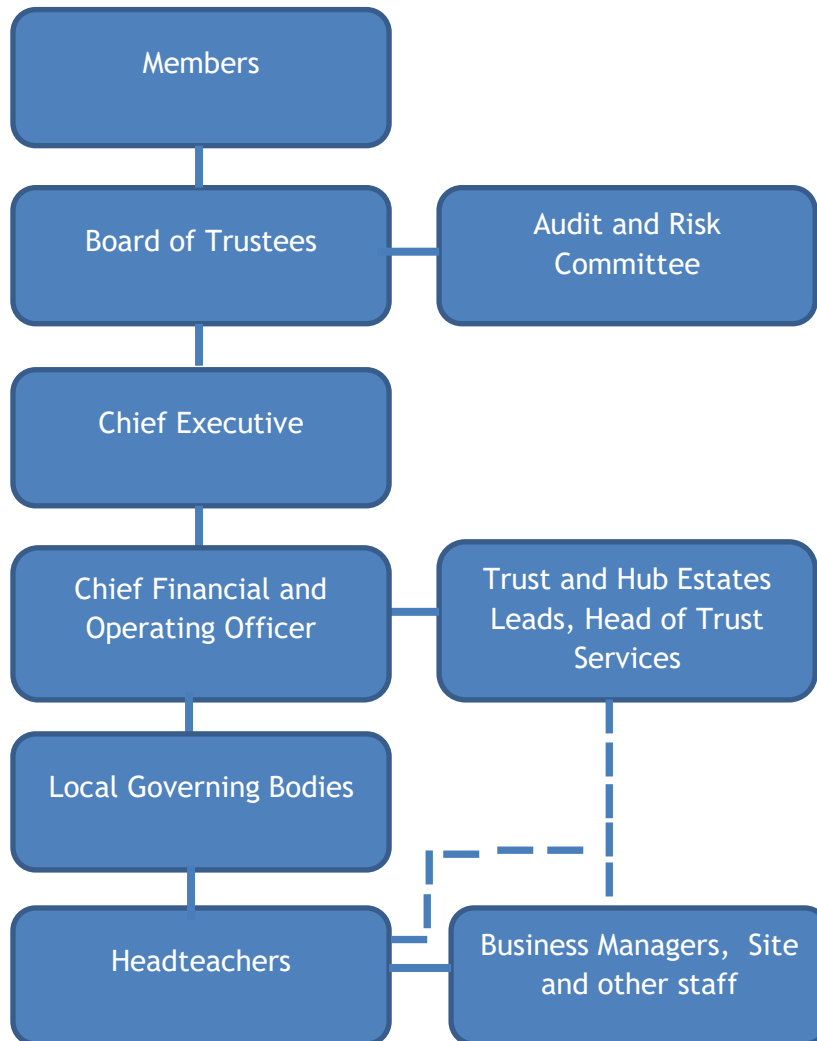 Members
Board of Trustees
Audit and Risk
Committee
Chief Executive
Chief Financial and
Operating Officer
Trust and Hub Estates
Leads, Head of Trust
Services
Local Governing Bodies
Headteachers
Business Managers,  Site
and other staff